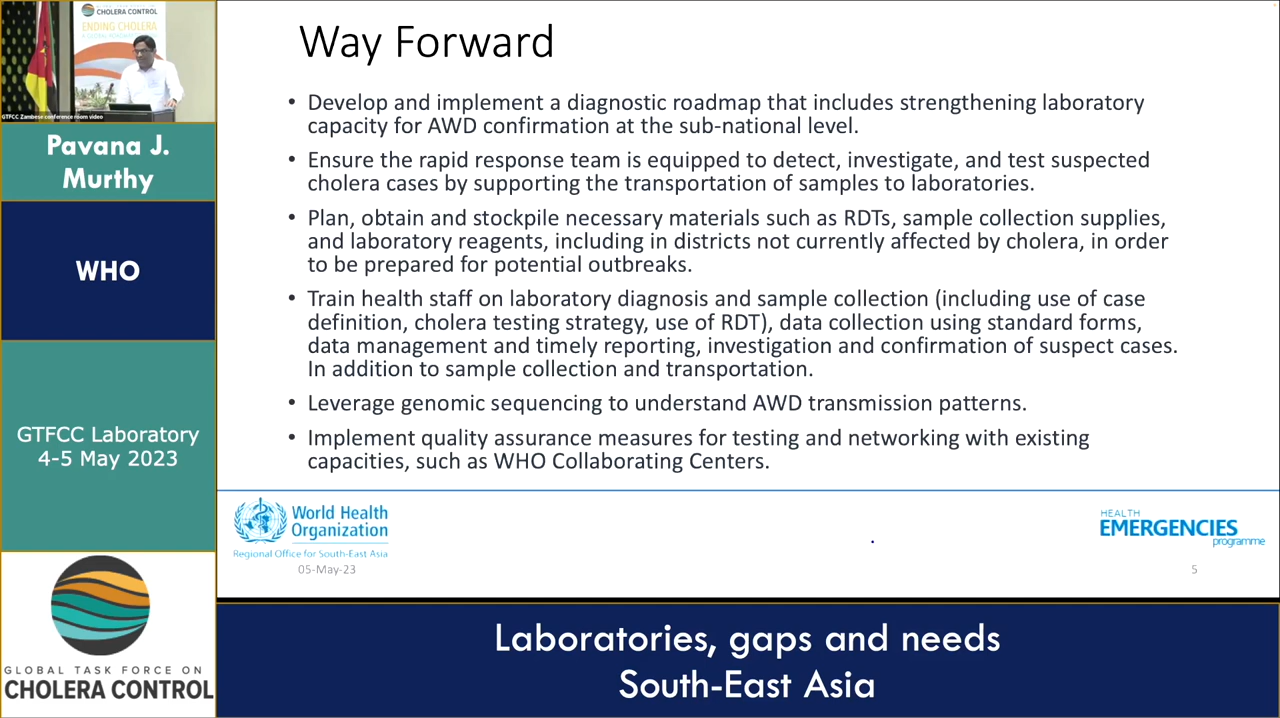 CHOLERA CONTROL
ENDING CHOLERA
GTFCC Zambese conference room video
Pavana J.
Murthy
WHO
GTFCC Laboratory
4-5 May 2023
GLOBAL TASK FORCE ON
CHOLERA CONTROL
Way Forward
• Develop and implement a diagnostic roadmap that includes strengthening laboratory
capacity for AWD confirmation at the sub-national level.
• Ensure the rapid response team is equipped to detect, investigate, and test suspected
cholera cases by supporting the transportation of samples to laboratories.
• Plan, obtain and stockpile necessary materials such as RDTs, sample collection supplies,
and laboratory reagents, including in districts not currently affected by cholera, in order
to be prepared for potential outbreaks.
• Train health staff on laboratory diagnosis and sample collection (including use of case
definition, cholera testing strategy, use of RDT), data collection using standard forms,
data management and timely reporting, investigation and confirmation of suspect cases.
In addition to sample collection and transportation.
• Leverage genomic sequencing to understand AWD transmission patterns.
• Implement quality assurance measures for testing and networking with existing
capacities, such as WHO Collaborating Centers.
World Health
Organization
Regional Office for South-East Asia
HEALTH
EMERGENCIES
programme
05-May-23
5
Laboratories, gaps and needs
South-East Asia